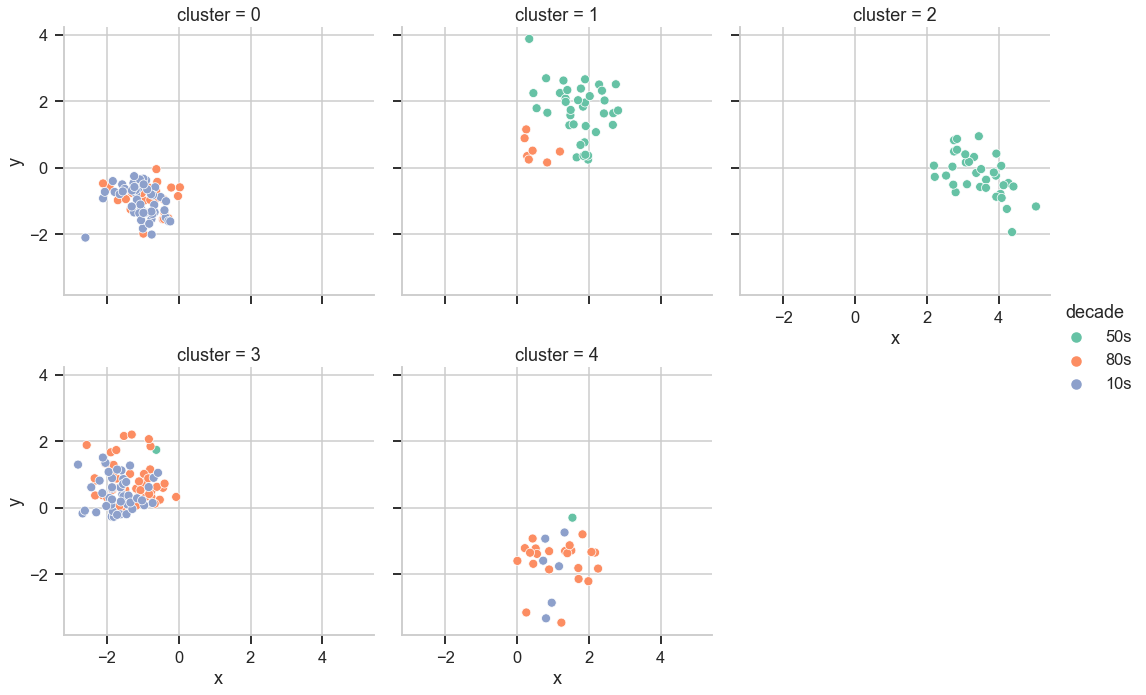 cluster = 0
cluster = 1
cluster = 2
4
2
0
−2
y
−2
0
2
4
x
decade
50s
80s
10s
cluster = 3
cluster = 4
4
2
0
−2
y
−2
0
2
4
x
−2
0
2
4
x